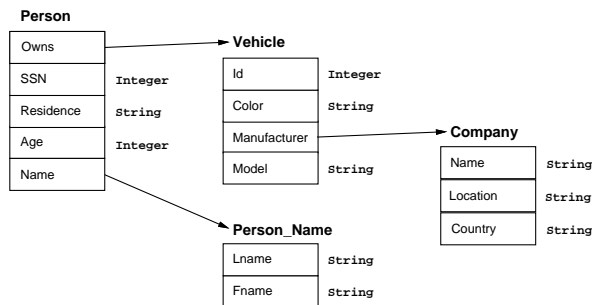 Person
Owns
SSN Integer
Residence String
Age Integer
Name
Vehicle
Id Integer
Color String
Manufacturer
Model String
Company
Name String
Location String
Country String
Person_Name
Lname String
Fname String